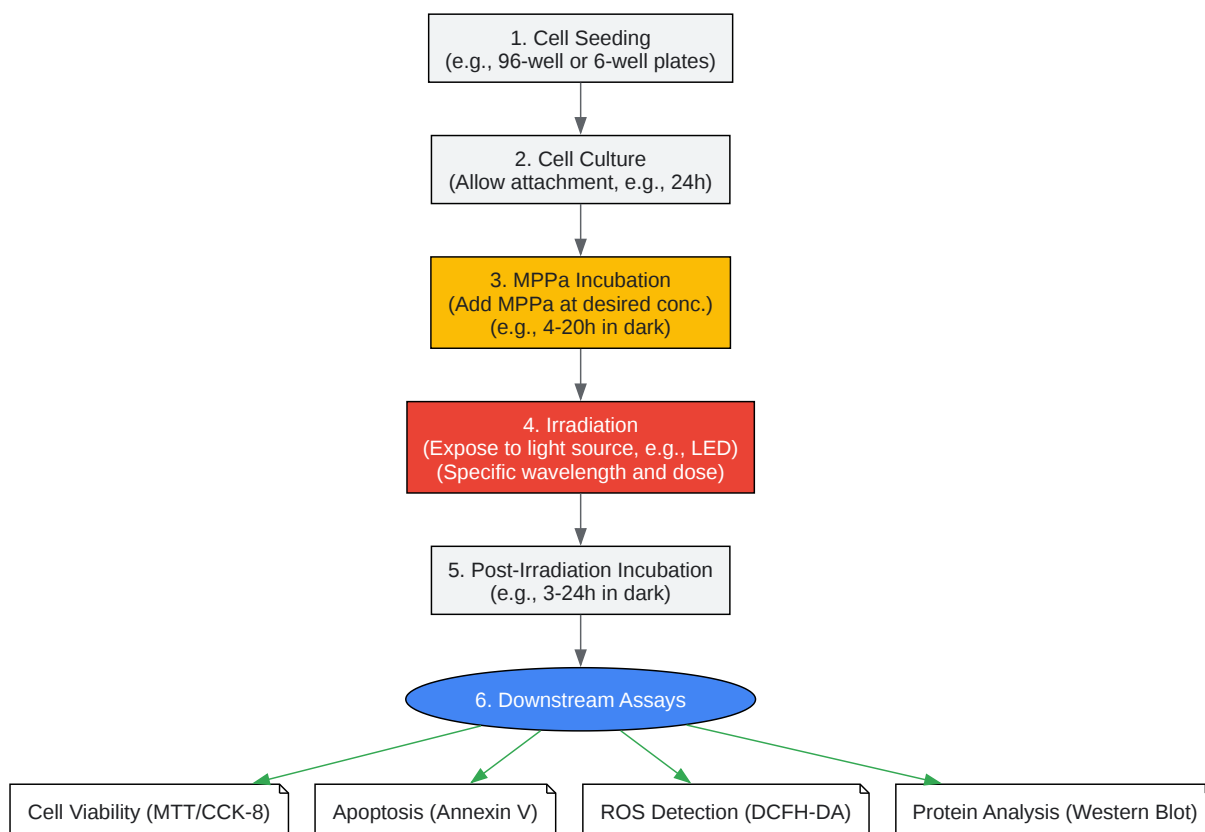 1. Cell Seeding
(e.g., 96-well or 6-well plates)
2. Cell Culture
(Allow attachment, e.g., 24h)
3. MPPa Incubation
(Add MPPa at desired conc.)
(e.g., 4-20h in dark)
4. Irradiation
(Expose to light source, e.g., LED)
(Specific wavelength and dose)
5. Post-Irradiation Incubation
(e.g., 3-24h in dark)
6. Downstream Assays
Cell Viability (MTT/CCK-8)
Apoptosis (Annexin V)
ROS Detection (DCFH-DA)
Protein Analysis (Western Blot)